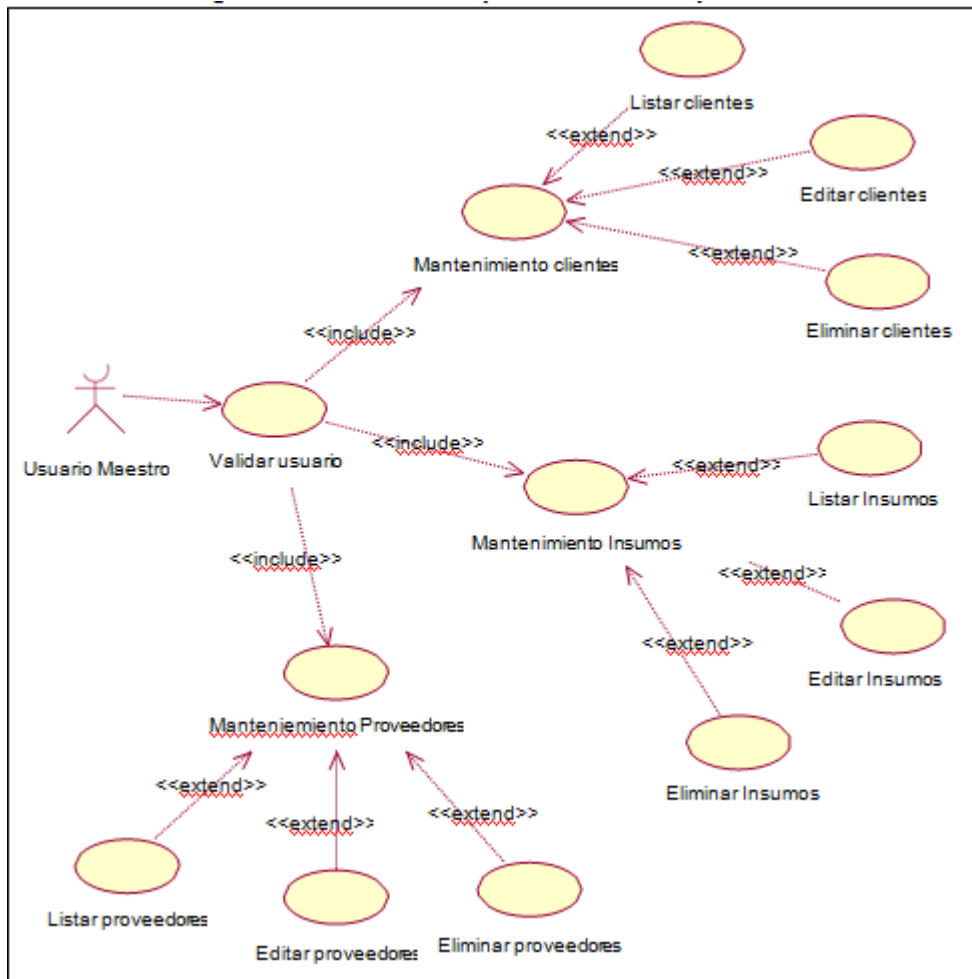 Listar clientes
<<extend>>
<<extend>>
Editar clientes
Mantenimiento clientes
<<extend>>
Eliminar clientes
<<include>>
Usuario Maestro
Validar usuario
<<include>>
<<extend>>
Listar Insumos
Mantenimiento Insumos
<<include>>
<<extend>>
<<extend>>
Editar Insumos
Manteniemiento Proveedores
Eliminar Insumos
<<extend>>
<<extend>>
<<extend>>
Listar proveedores
Editar proveedores
Eliminar proveedores